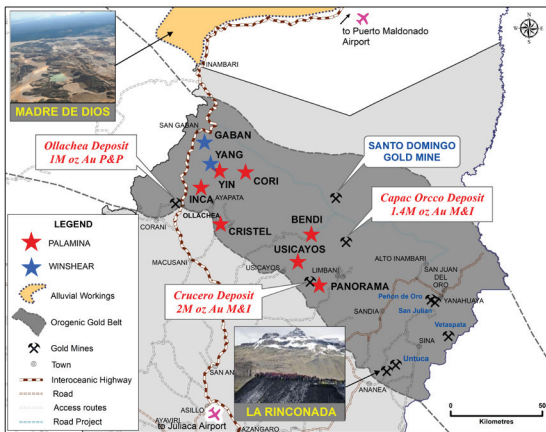 to Puerto Maldonado
Airport
N
W
E
S
INAMBARI
MADRE DE DIOS
SAN GABAN
GABAN
Ollachea Deposit
1M oz Au P&P
YANG
SANTO DOMINGO
GOLD MINE
YIN
CORI
INCA
AYAPATA
Capac Orcco Deposit
1.4M oz Au M&I
OLLACHEA
CORANI
CRISTEL
BENDI
MACUSANI
USICAYOS
ALTO INAMBARI
USICAYOS
LIMBANI
SAN JUAN
DEL
ORO
PANORAMA
Peñon de Oro
YANAHUAYA
Crucero Deposit
2M oz Au M&I
SANDIA
San Julian
Vetaspata
SINA
Untuca
SAN AN
ANANEA
LA RINCONADA
ASILLO
AYAVIRI
to Juliaca Airport
AZANGARO
LEGEND
PALAMINA
WINSHEAR
Alluvial Workings
Orogenic Gold Belt
Gold Mines
Town
Interoceanic Highway
Road
Access routes
Road Project
0
50
Kilometres